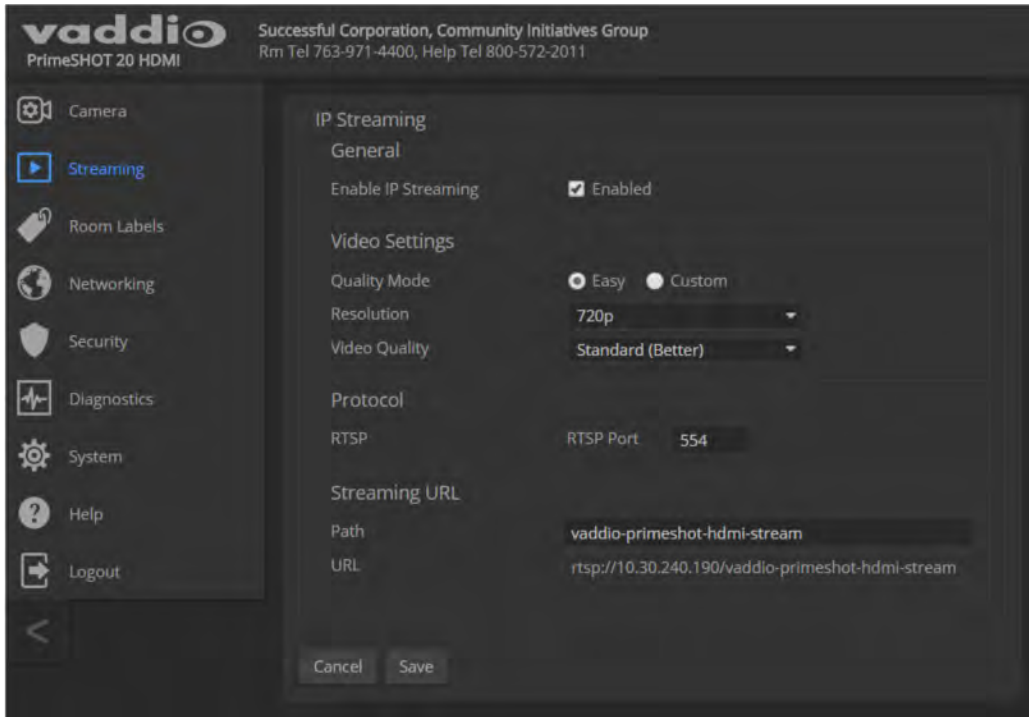 vaddio
PrimeSHOT 20 HDMI
Successful Corporation, Community Initiatives Group
Rm Tel 763-971-4400, Help Tel 800-572-2011
Camera
Streaming
Room Labels
Networking
Security
Diagnostics
System
Help
Logout
<
IP Streaming
General
Enable IP Streaming Enabled
Video Settings
Quality Mode Easy Custom
Resolution 720p
Video Quality Standard (Better)
Protocol
RTSP RTSP Port 554
Streaming URL
Path vaddio-primeshot-hdmi-stream
URL rtsp://10.30.240.190/vaddio-primeshot-hdmi-stream
Cancel Save